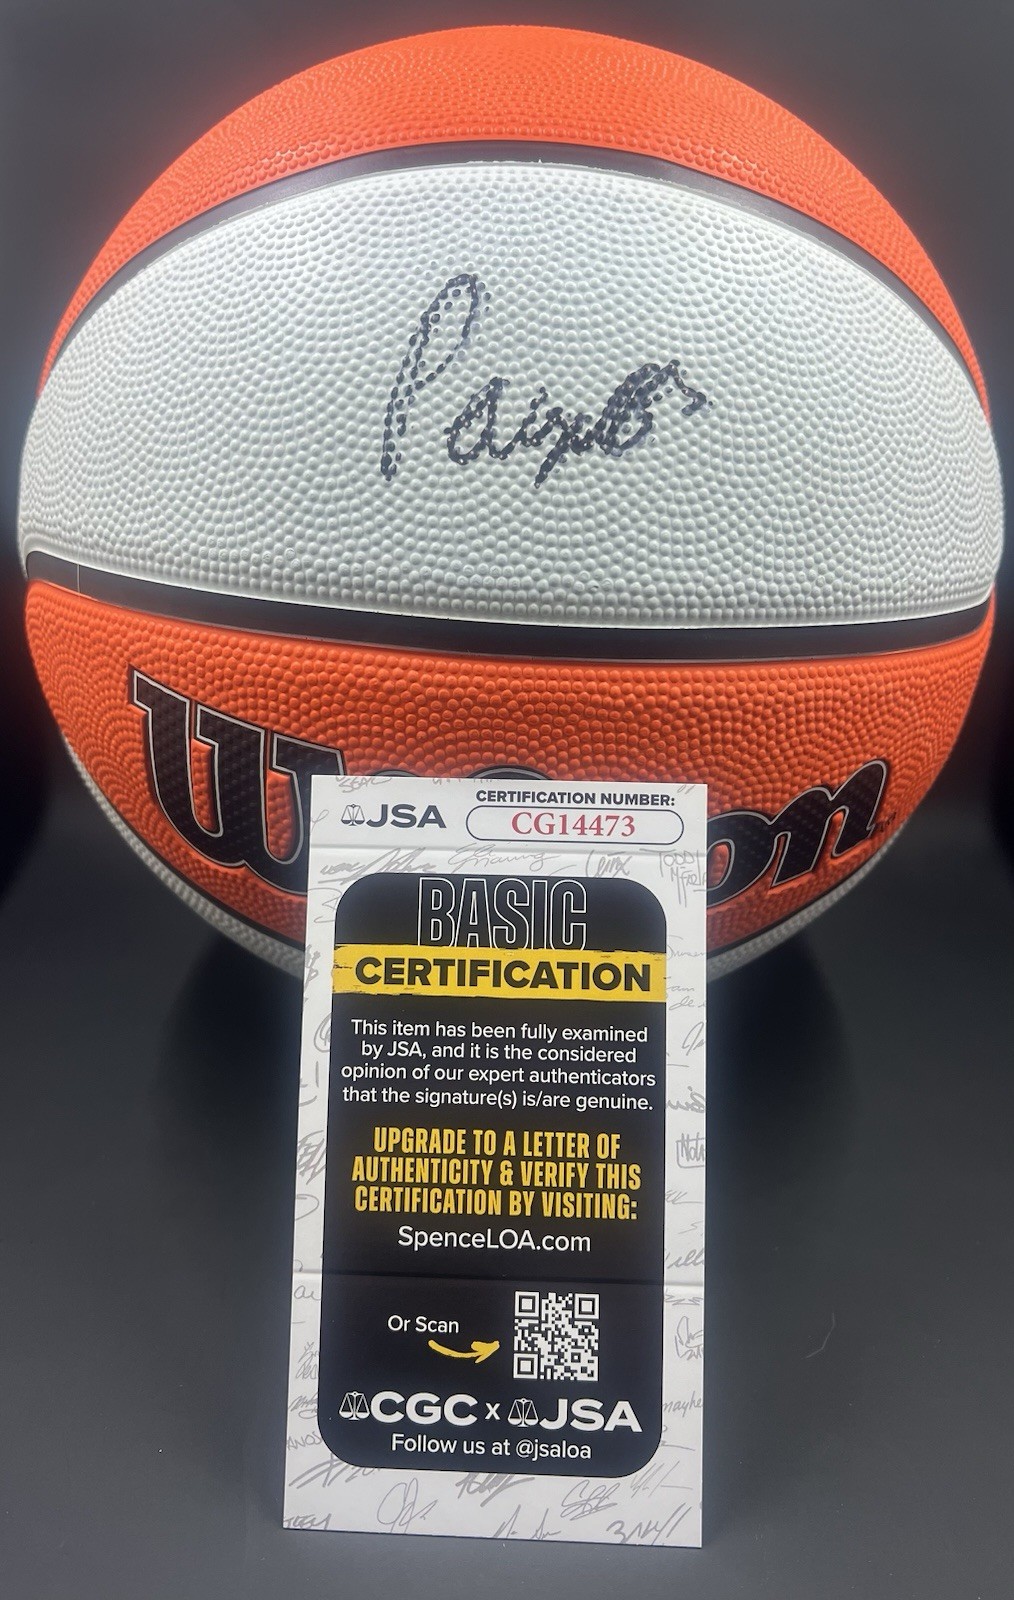 Wilson
JSA
CERTIFICATION NUMBER:
CG14473
BASIC
CERTIFICATION
This item has been fully examined
by JSA, and it is the considered
opinion of our expert authenticators
that the signature(s) is/are genuine.
UPGRADE TO A LETTER OF
AUTHENTICITY & VERIFY THIS
CERTIFICATION BY VISITING:
SpenceLOA.com
Or Scan
CGC x JSA
Follow us at @jsaloa